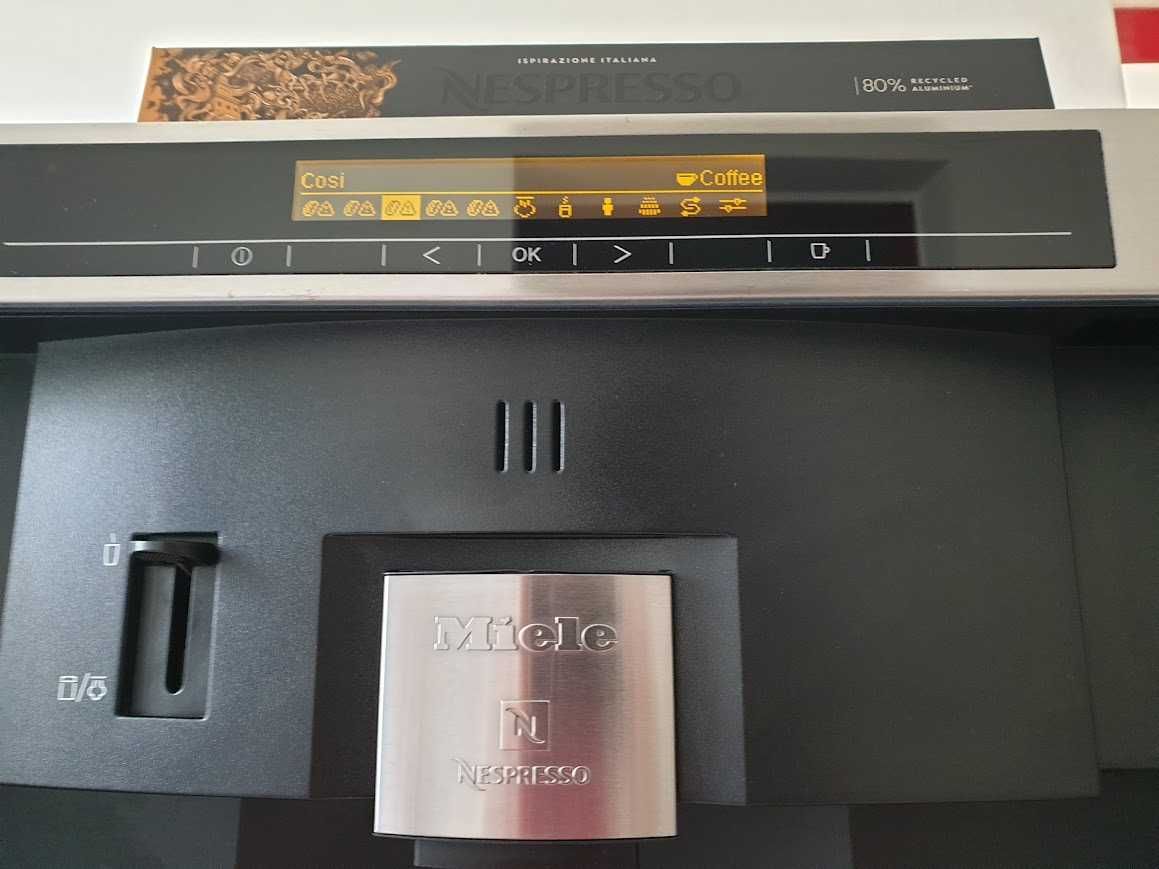 ISPIRAZIONE ITALIANA
NESPRESSO
80% RECYCLED
ALUMINIUM
Cosi
Coffee
OK
Miele
N
NESPRESSO